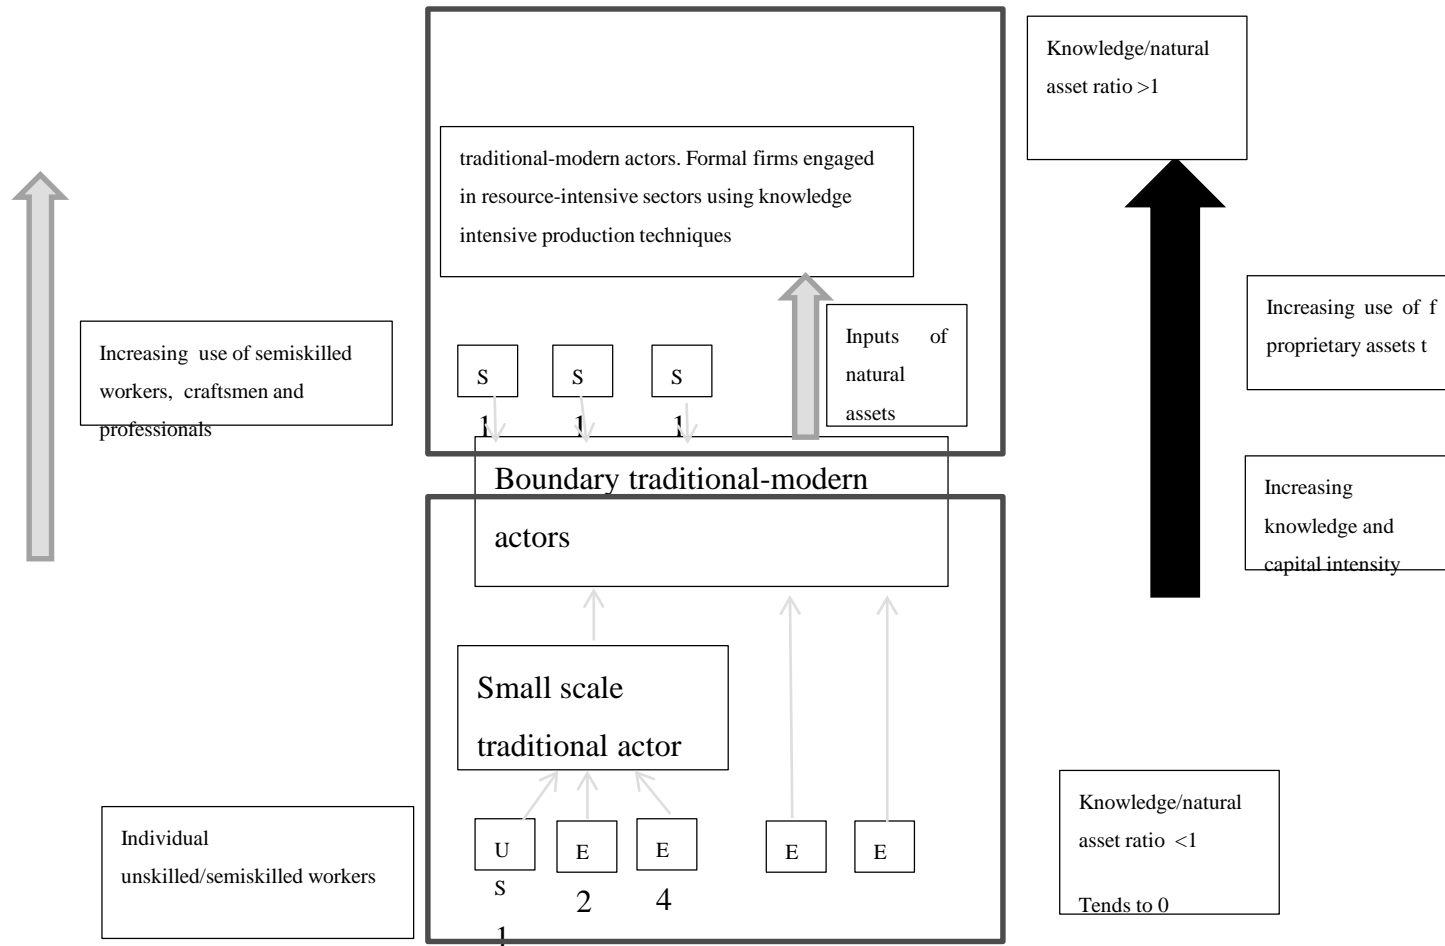 Knowledge/natural
asset ratio >1
traditional-modern actors. Formal firms engaged
in resource-intensive sectors using knowledge
intensive production techniques
Increasing use of semiskilled
workers, craftsmen and
professionals
S
1
S
1
S
1
Inputs of
natural
assets
Increasing use of f
proprietary assets t
Boundary traditional-modern
actors
Increasing
knowledge and
capital intensity
Small scale
traditional actor
Individual
unskilled/semiskilled workers
U
S
1
E
2
E
4
E
E
Knowledge/natural
asset ratio <1
Tends to 0